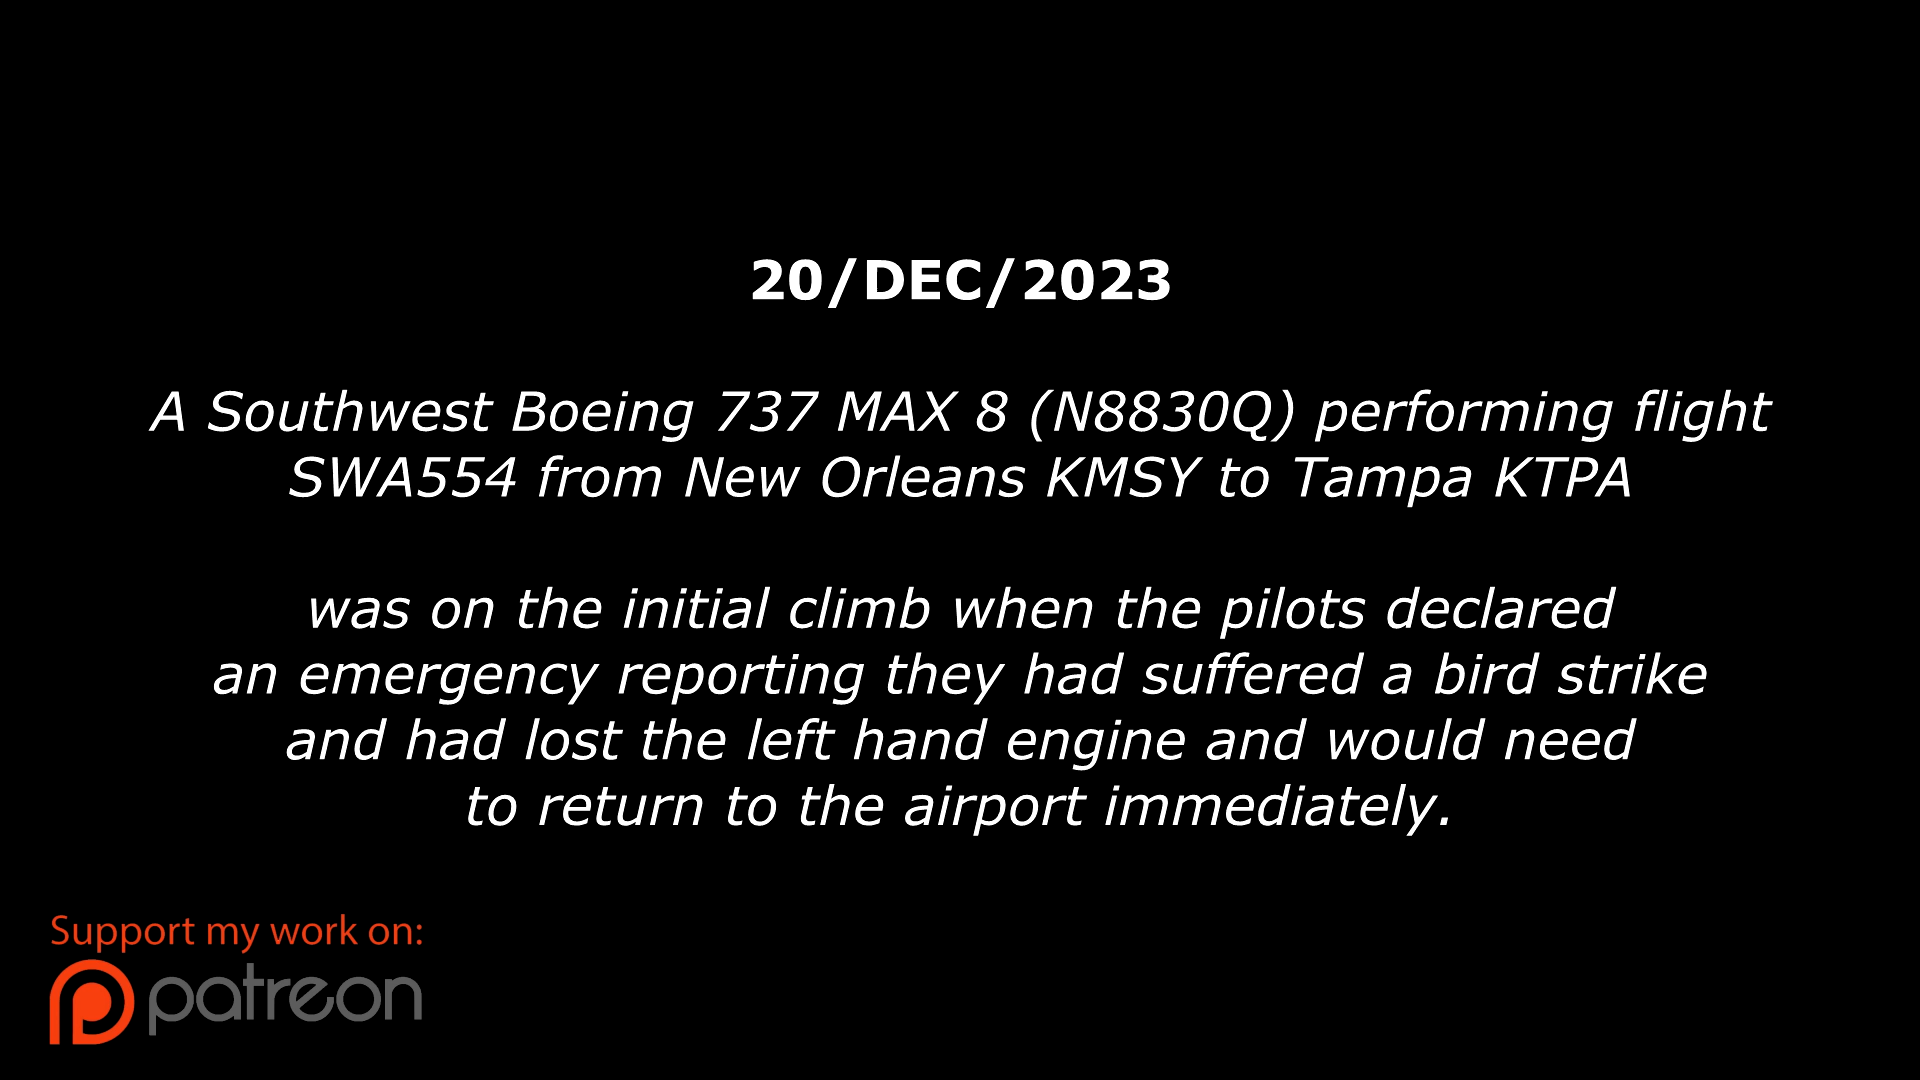 20/DEC/2023
A Southwest Boeing 737 MAX 8 (N8830Q) performing flight
SWA554 from New Orleans KMSY to Tampa KTPA
was on the initial climb when the pilots declared
an emergency reporting they had suffered a bird strike
and had lost the left hand engine and would need
to return to the airport immediately.
Support my work on:
patreon